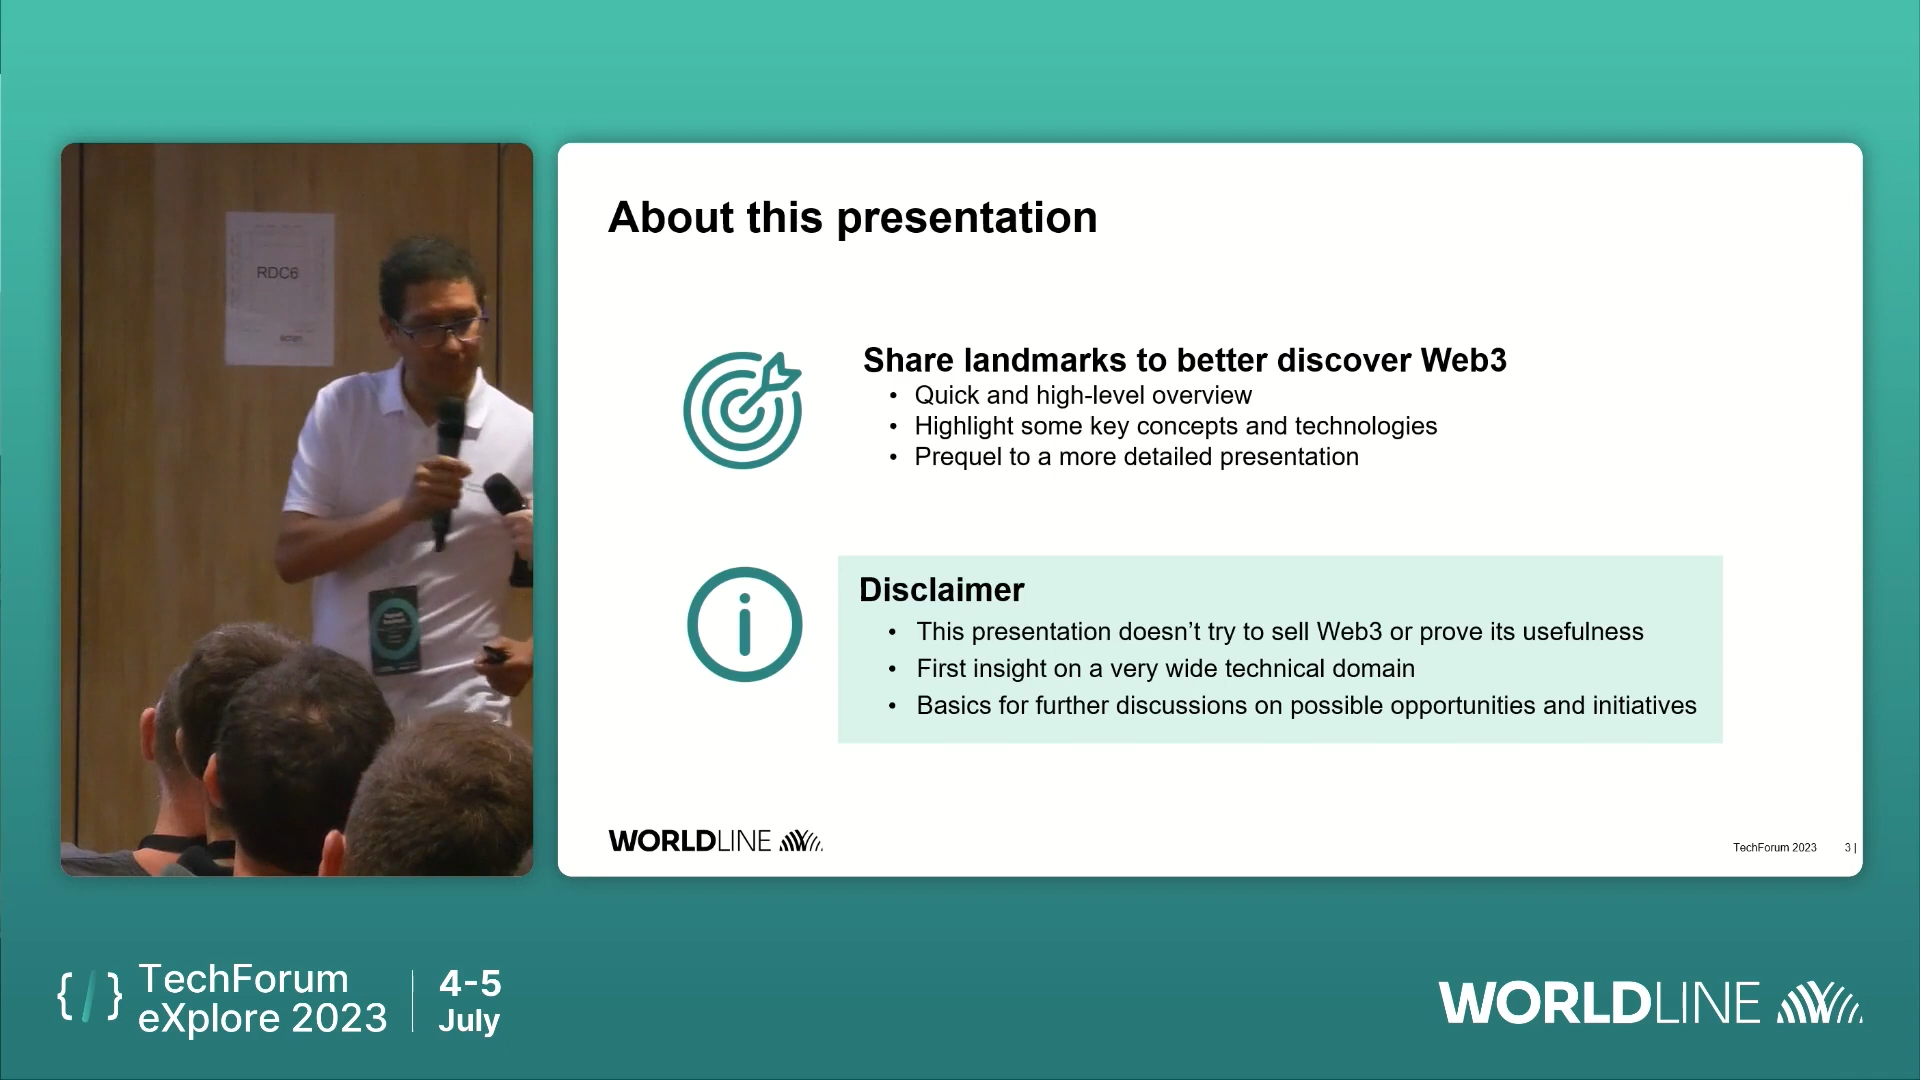 RDC6
About this presentation
Share landmarks to better discover Web3
• Quick and high-level overview
• Highlight some key concepts and technologies
• Prequel to a more detailed presentation
Disclaimer
• This presentation doesn’t try to sell Web3 or prove its usefulness
• First insight on a very wide technical domain
• Basics for further discussions on possible opportunities and initiatives
WORLDLINE
TechForum 2023 3 |
{/} TechForum
eXplore 2023
4-5
July
WORLDLINE